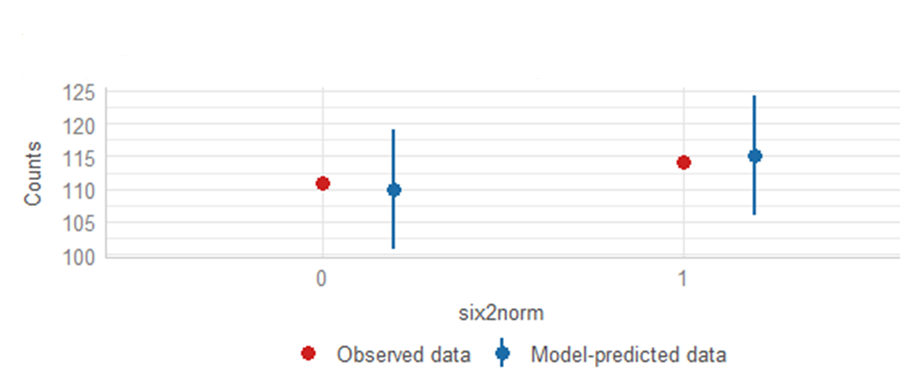 125
120
115
110
105
100
Counts
0 1
six2norm
Observed data Model-predicted data